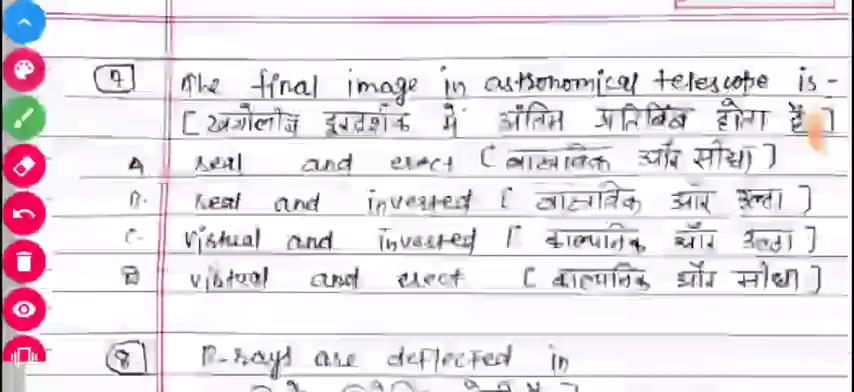 7 The final image in astronomical telescope is -
[खगोलीय दूरदर्शक में अंतिम प्रतिबिंब होता है]
A real and erect [वास्तविक और सीधा]
B. real and inverted [वास्तविक और उल्टा]
C. virtual and inverted [काल्पनिक और उल्टा]
D virtual and erect [काल्पनिक और सीधा]
8 rays are deflected in